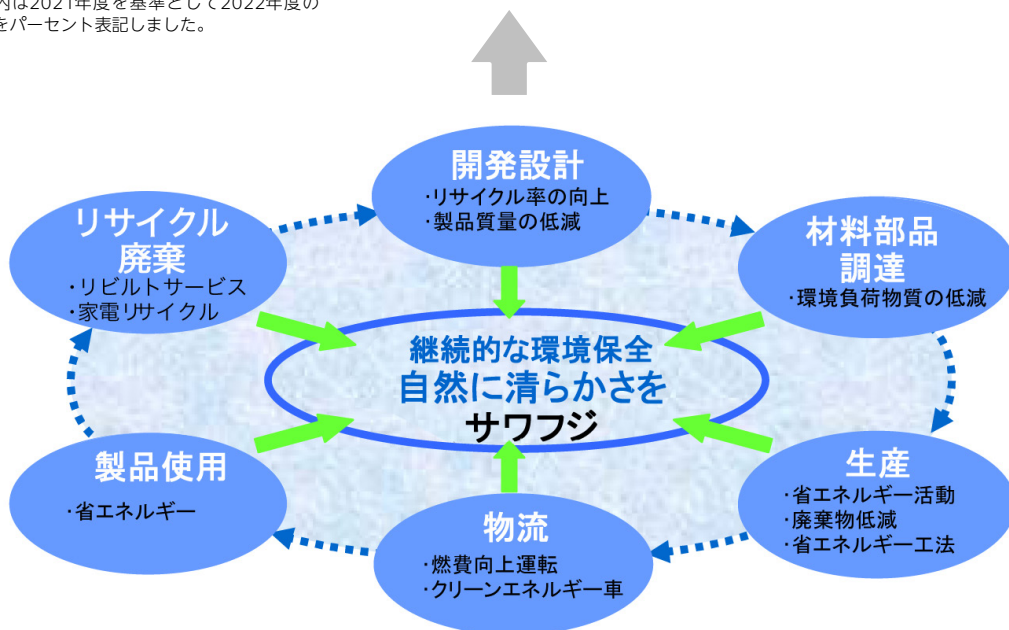 内は2021年度を基準として2022年度の
をパーセント表記しました。
開発設計
・リサイクル率の向上
・製品質量の低減
リサイクル
廃棄
・リビルトサービス
・家電リサイクル
材料部品
調達
・環境負荷物質の低減
継続的な環境保全
自然に清らかさを
サワフジ
製品使用
・省エネルギー
生産
・省エネルギー活動
・廃棄物低減
・省エネルギー工法
物流
・燃費向上運転
・クリーンエネルギー車